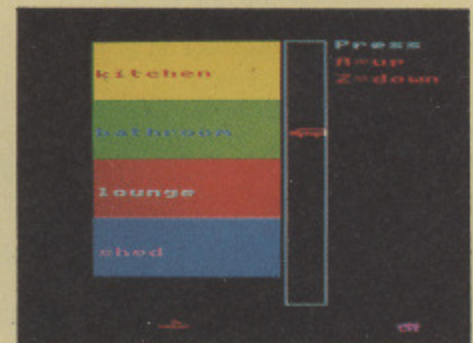 Press
A=up
Z=down
kitchen
bathroom
lounge
shed